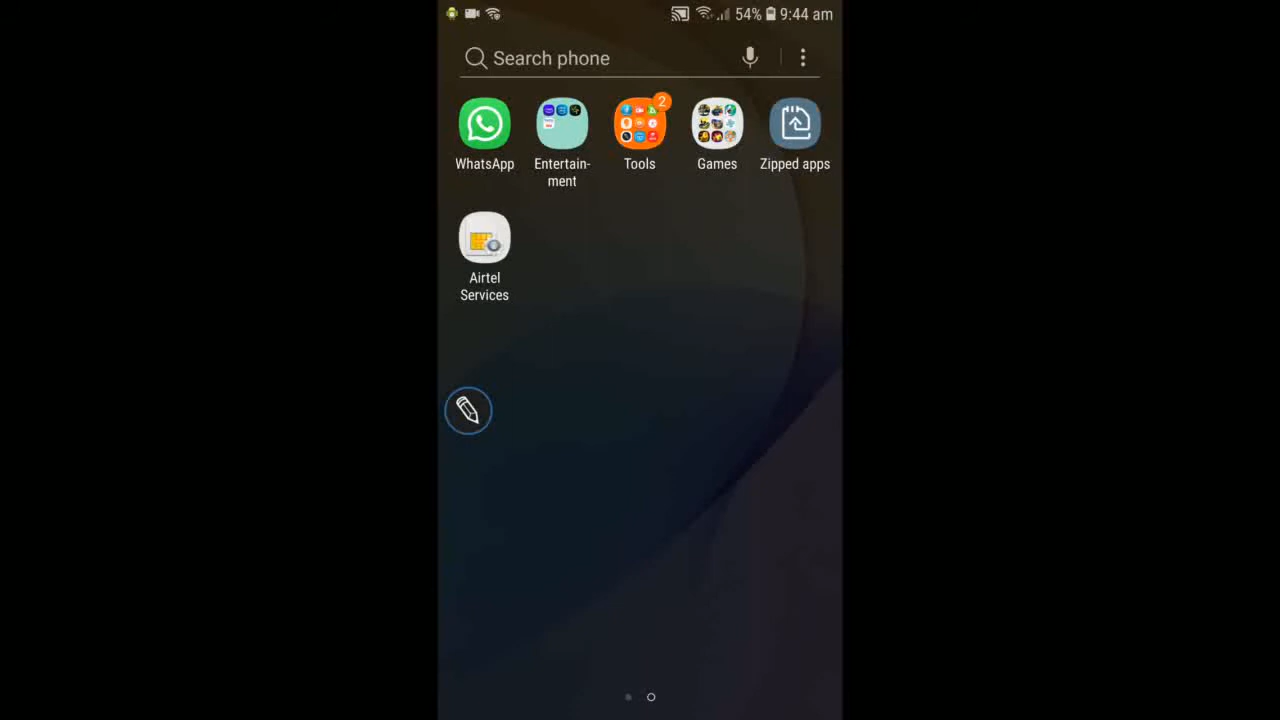 54% 9:44 am
Search phone
2
WhatsApp Entertain- Tools Games Zipped apps
ment
Airtel
Services